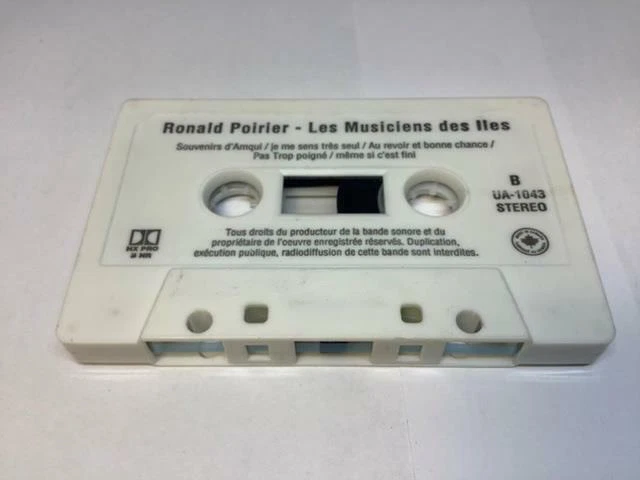 Ronald Poirier - Les Musiciens des Iles
Souvenirs d'Amqui / je me sens très seul / Au revoir et bonne chance /
Pas Trop poigné / même si c'est fini
B
UA-1043
STEREO
HX PRO
B NR
Tous droits du producteur de la bande sonore et du
propriétaire de l'oeuvre enregistrée réservés. Duplication,
exécution publique, radiodiffusion de cette bande sont interdites.